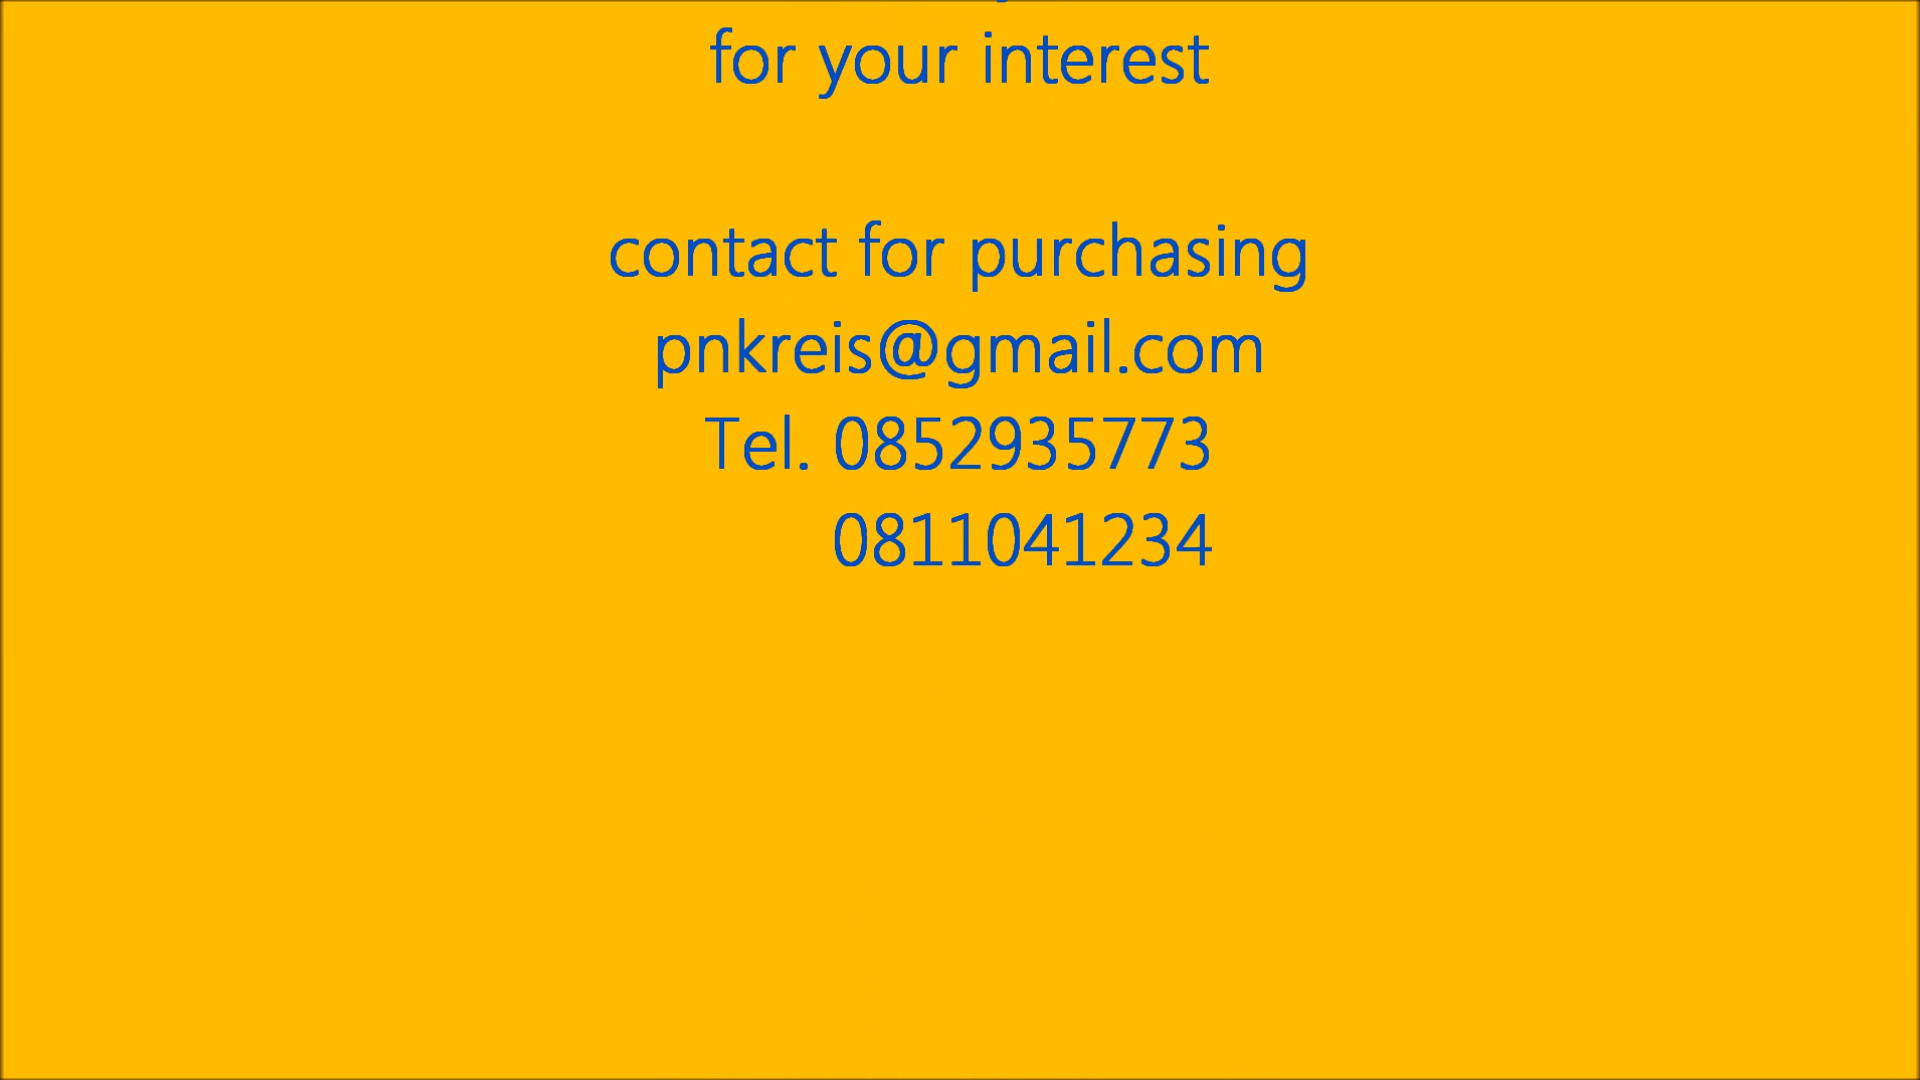 for your interest
contact for purchasing
pnkreis@gmail.com
Tel. 0852935773
0811041234